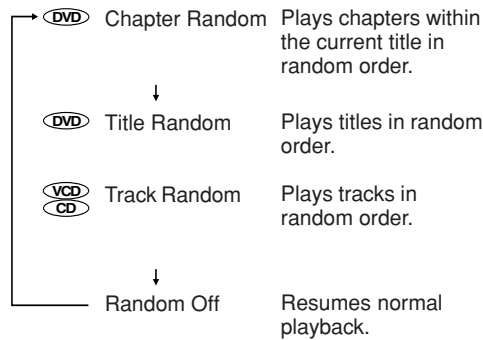 DVD Chapter Random Plays chapters within
the current title in
random order.
DVD Title Random Plays titles in random
order.
VCD Track Random Plays tracks in
CD random order.
Random Off Resumes normal
playback.